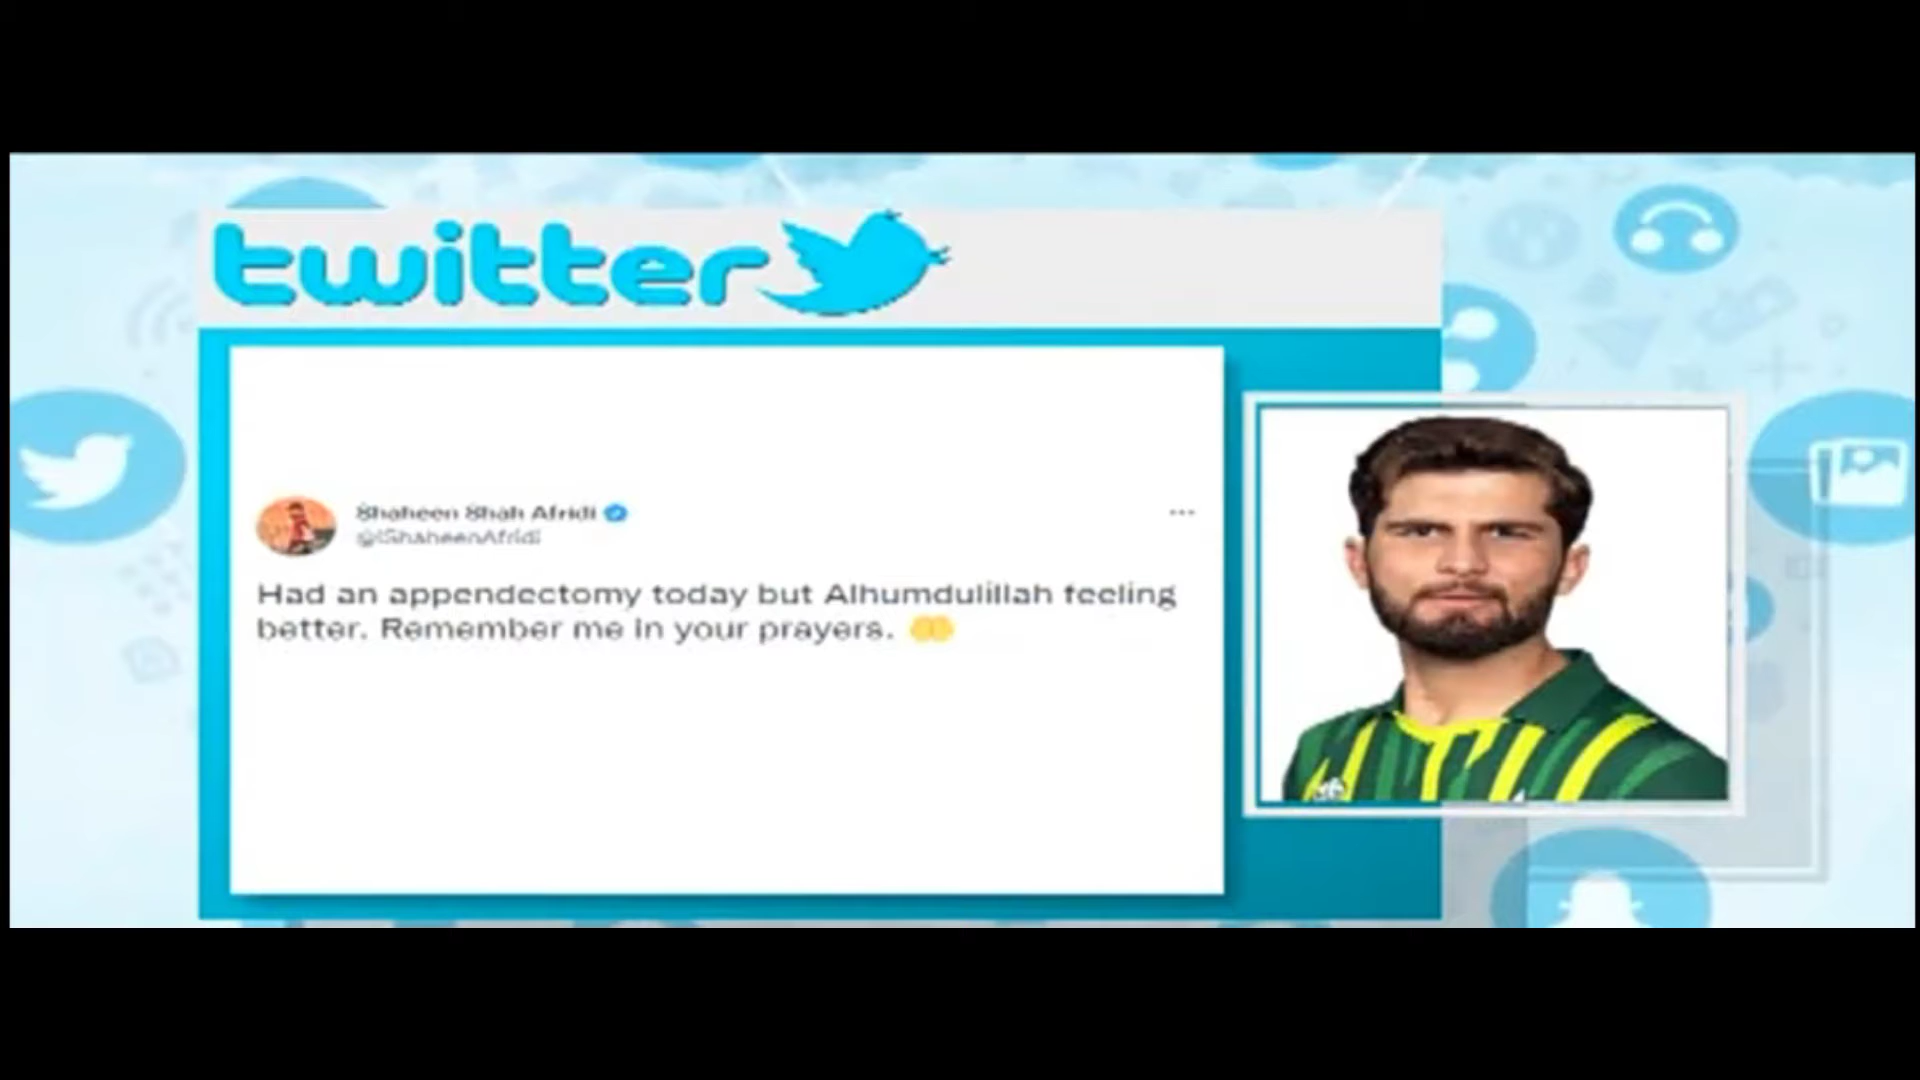 twitter
Shaheen Shah Afridi
@iShaheenAfridi
Had an appendectomy today but Alhumdulillah feeling
better. Remember me in your prayers. 🤲